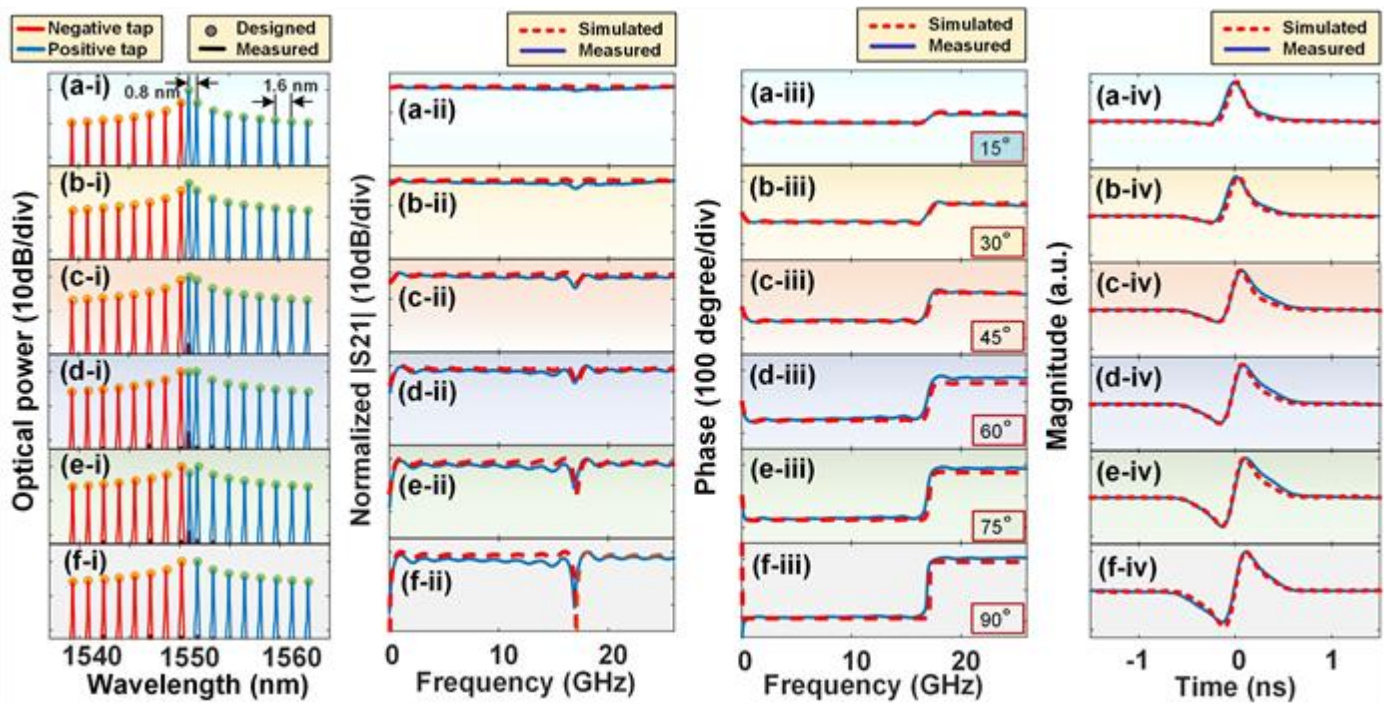 Negative tap
Positive tap
Designed
Measured
Simulated
Measured
Simulated
Measured
Simulated
Measured
Optical power (10dB/div)
(a-i)
0.8 nm
1.6 nm
(b-i)
(c-i)
(d-i)
(e-i)
(f-i)
1540 1550 1560
Wavelength (nm)
Normalized |S21| (10dB/div)
(a-ii)
(b-ii)
(c-ii)
(d-ii)
(e-ii)
(f-ii)
0 10 20
Frequency (GHz)
Phase (100 degree/div)
(a-iii)
15°
(b-iii)
30°
(c-iii)
45°
(d-iii)
60°
(e-iii)
75°
(f-iii)
90°
0 10 20
Frequency (GHz)
Magnitude (a.u.)
(a-iv)
(b-iv)
(c-iv)
(d-iv)
(e-iv)
(f-iv)
-1 0 1
Time (ns)